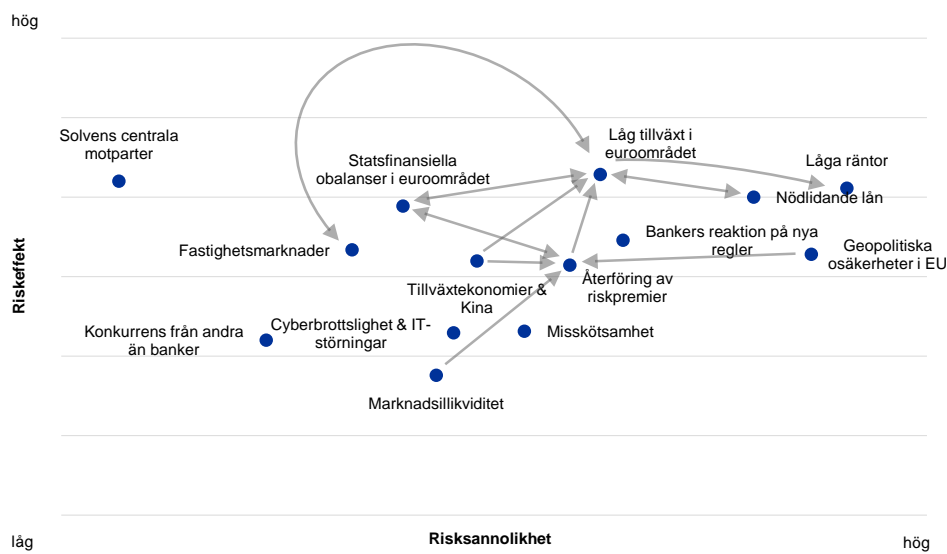 hög
Solvens centrala
motparter
Statsfinansiella
obalanser i euroområdet
Låg tillväxt i
euroområdet
Låga räntor
Nödlidande lån
Fastighetsmarknader
Bankers reaktion på nya
regler
Geopolitiska
osäkerheter i EU
Tillväxtekonomier &
Kina
Återföring av
riskpremier
Riskeffekt
Konkurrens från andra
än banker
Cyberbrottslighet & IT-
störningar
Misskötsamhet
Marknadsillikviditet
låg
Risksannolikhet
hög